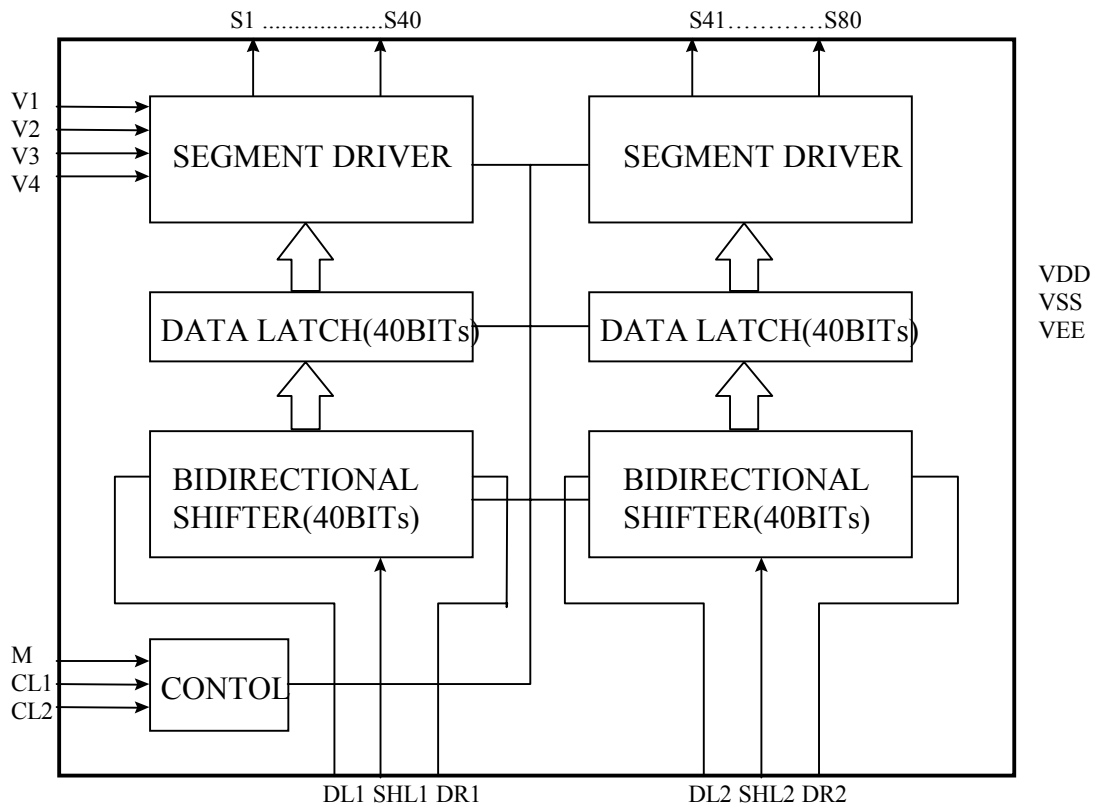 S1 ...................S40
S41…………S80
V1
V2
V3
V4
SEGMENT DRIVER
SEGMENT DRIVER
VDD
VSS
VEE
DATA LATCH(40BITs)
DATA LATCH(40BITs)
BIDIRECTIONAL
SHIFTER(40BITs)
BIDIRECTIONAL
SHIFTER(40BITs)
M
CL1
CL2
CONTOL
DL1 SHL1 DR1
DL2 SHL2 DR2